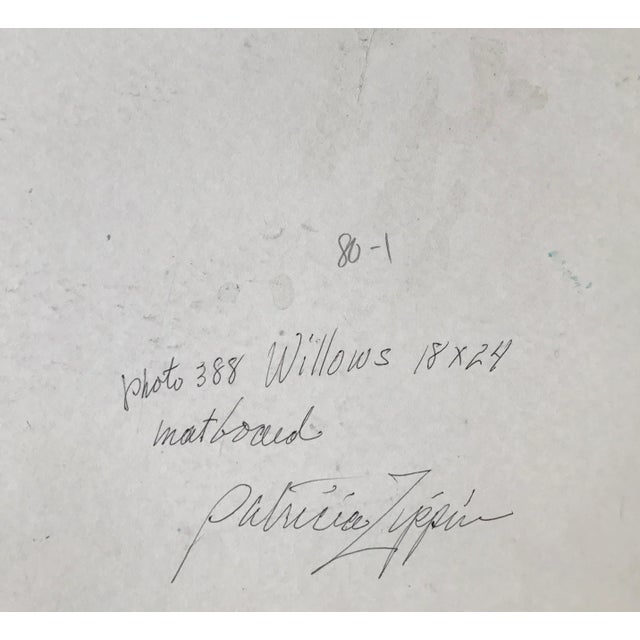 80-1
photo 388 Willows 18x24
matboard
Patricia Zippin